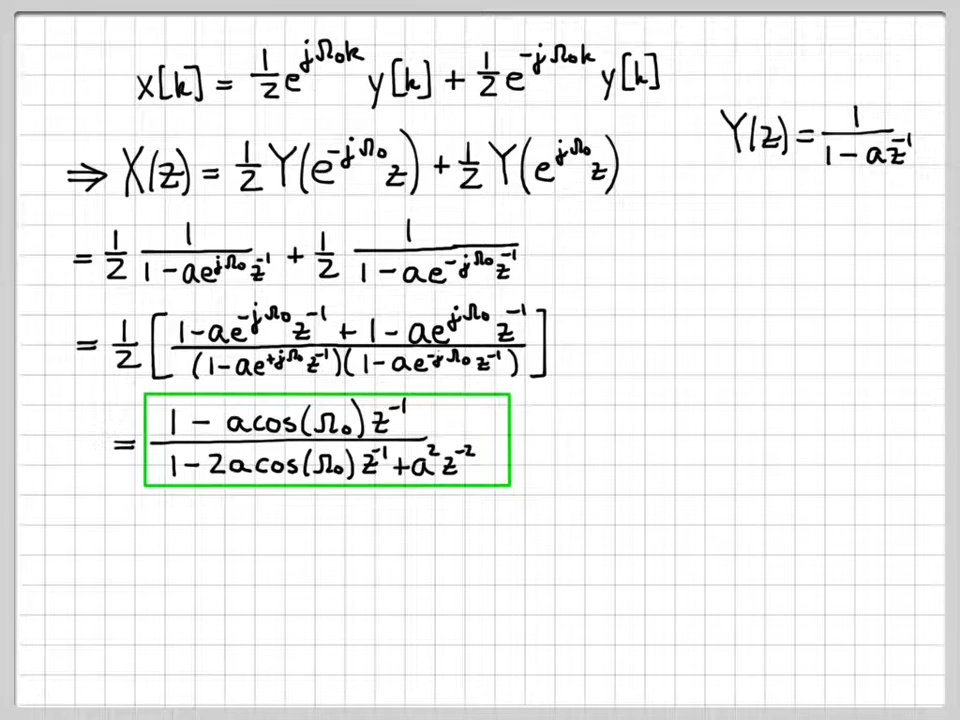 x[k] = 1/2 e^{jΩ₀k} y[k] + 1/2 e^{-jΩ₀k} y[k]
Y(z) = 1/(1 - az^{-1})
⇒ X(z) = 1/2 Y(e^{-jΩ₀} z) + 1/2 Y(e^{jΩ₀} z)
= 1/2 1/(1 - ae^{jΩ₀} z^{-1}) + 1/2 1/(1 - ae^{-jΩ₀} z^{-1})
= 1/2 [ (1 - ae^{-jΩ₀} z^{-1} + 1 - ae^{jΩ₀} z^{-1}) / ((1 - ae^{+jΩ₀} z^{-1})(1 - ae^{-jΩ₀} z^{-1})) ]
= (1 - a cos(Ω₀) z^{-1}) / (1 - 2a cos(Ω₀) z^{-1} + a² z^{-2})